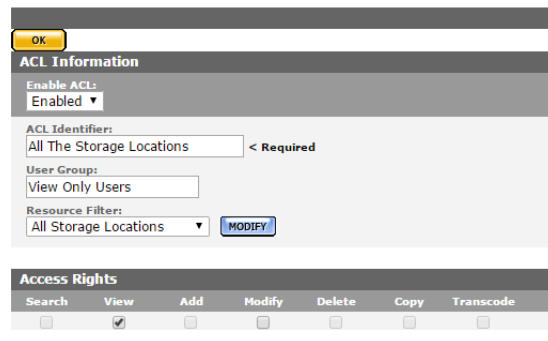 OK
ACL Information
Enable ACL:
Enabled
ACL Identifier:
All The Storage Locations < Required
User Group:
View Only Users
Resource Filter:
All Storage Locations MODIFY
Access Rights
Search View Add Modify Delete Copy Transcode